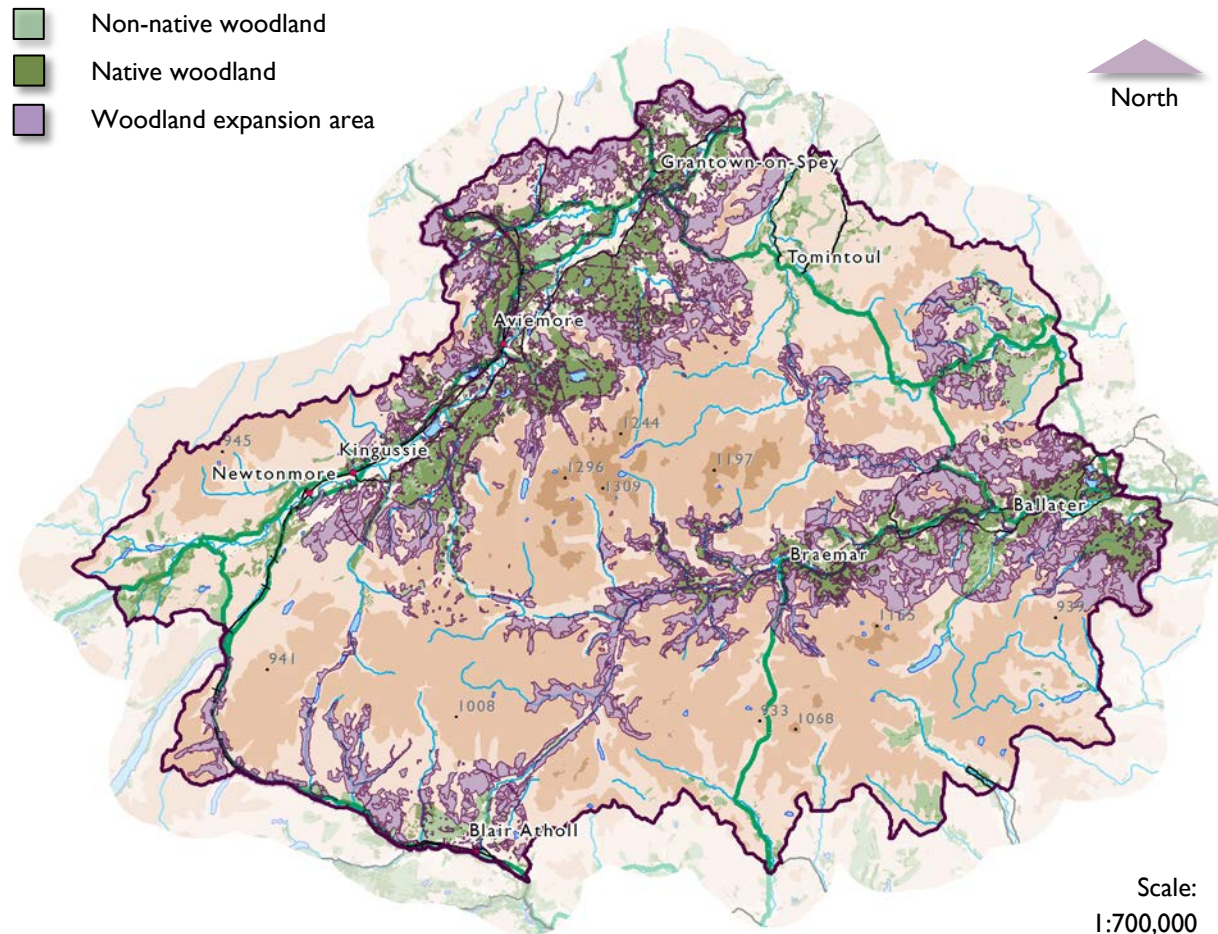 Non-native woodland
Native woodland
Woodland expansion area
North
Grantown-on-Spey
Tomintoul
Aviemore
1244
945
Kingussie
1296
1197
Newtonmore
1309
Ballater
Braemar
939
941
1008
933
1068
Blair Atholl
Scale:
1:700,000